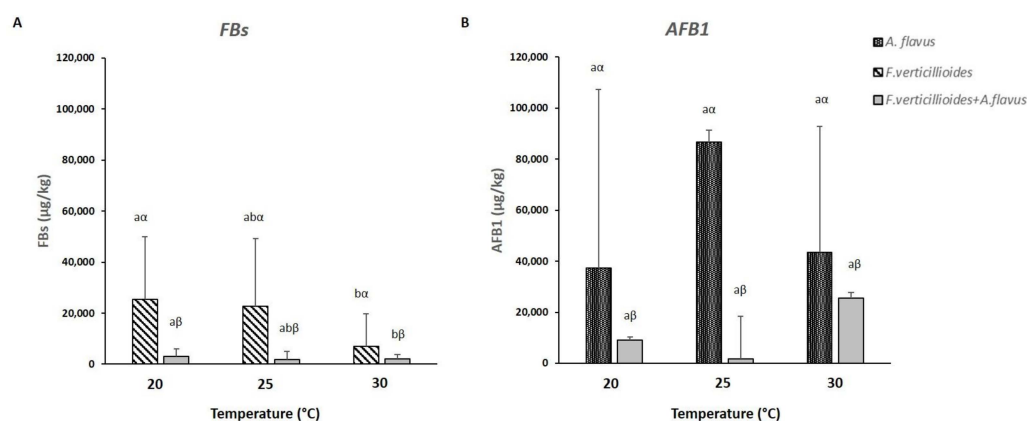 A
FBs
120,000
100,000
80,000
60,000
40,000
20,000
0
FBs (µg/kg)
aα
aβ
abα
abβ
bα
bβ
20
25
30
Temperature (°C)
B
AFB1
120,000
100,000
80,000
60,000
40,000
20,000
0
AFB1 (µg/kg)
aα
aβ
aα
aβ
aα
aβ
20
25
30
Temperature (°C)
A. flavus
F.verticillioides
F.verticillioides+A.flavus